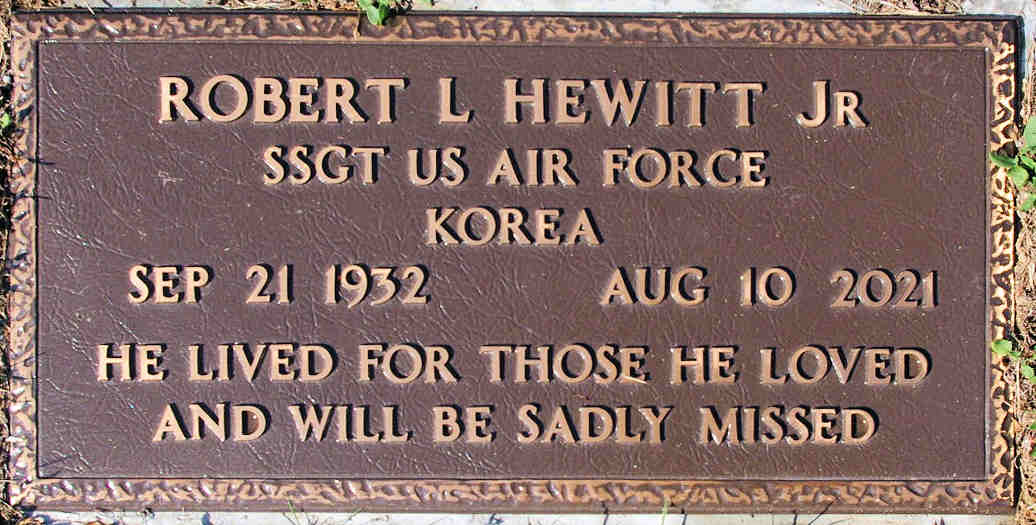 ROBERT L HEWITT JR
SSGT US AIR FORCE
KOREA
SEP 21 1932 AUG 10 2021
HE LIVED FOR THOSE HE LOVED
AND WILL BE SADLY MISSED